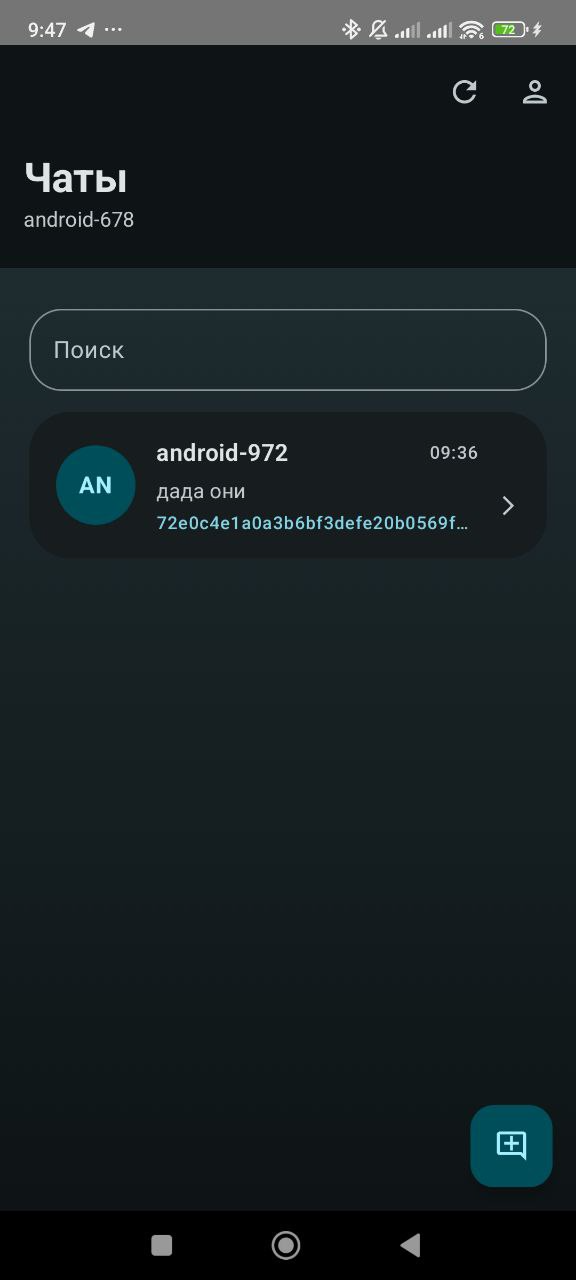 9:47
72
Чаты
android-678
Поиск
android-972
09:36
AN
дада они
72e0c4e1a0a3b6bf3defe20b0569f…